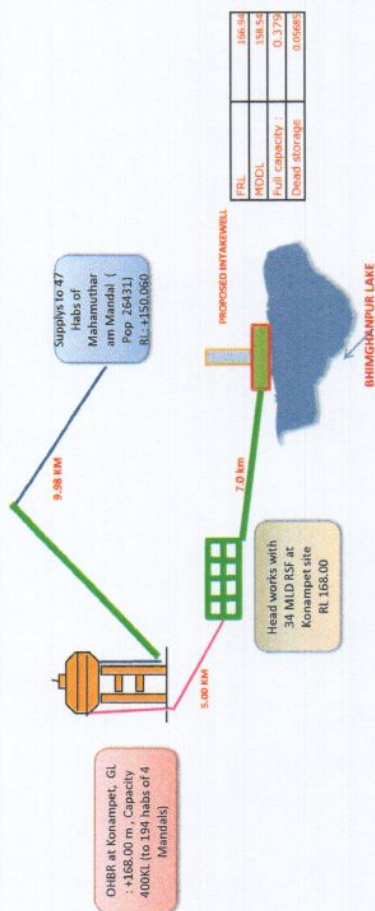 OHBR at Konampet, GL
: +168.00 m , Capacity
400KL (to 194 habs of 4
Mandals)
5.00 KM
9.98 KM
Supplys to 47
Habs of
Mahamuthar
am Mandal (
Pop 26431)
RL: +150.060
Head works with
34 MLD RSF at
Konampet site
RL 168.00
7.0 km
PROPOSED INTAKEWELL
BHIMGHANPUR LAKE
FRL 166.94
MDDL 158.54
Full capacity : 0.379
Dead storage 0.05685